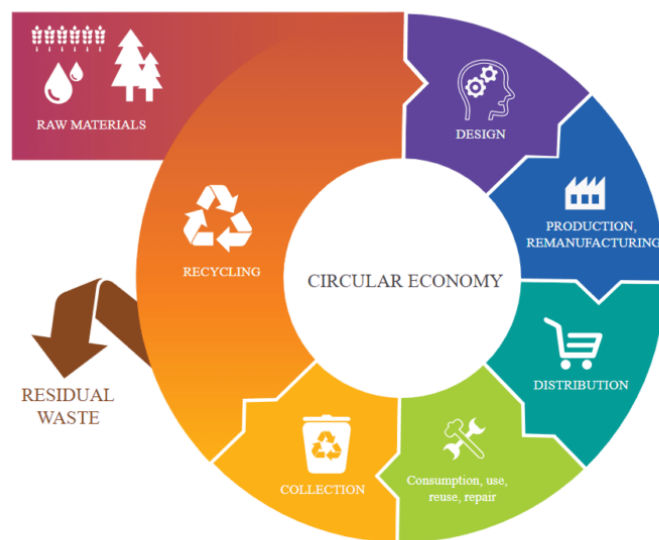 RAW MATERIALS
DESIGN
PRODUCTION,
REMANUFACTURING
RECYCLING
CIRCULAR ECONOMY
DISTRIBUTION
RESIDUAL
WASTE
COLLECTION
Consumption, use,
reuse, repair